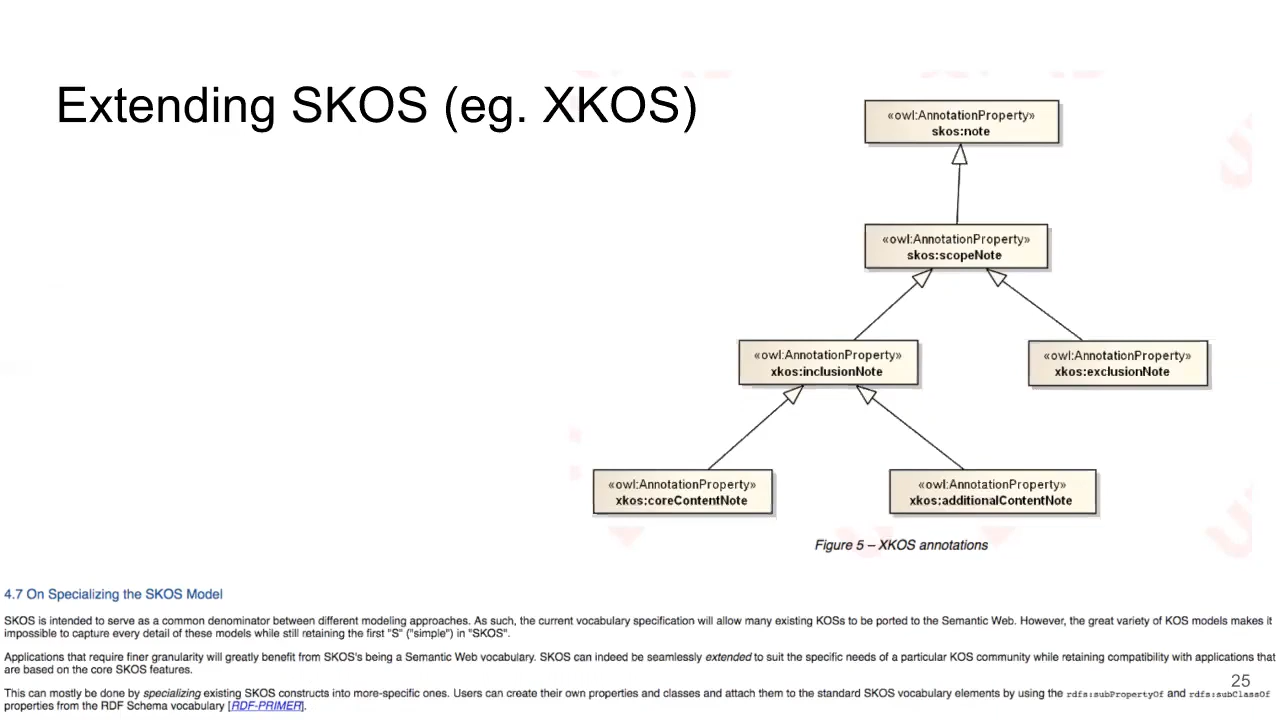 Extending SKOS (eg. XKOS)
«owl:AnnotationProperty»
skos:note
«owl:AnnotationProperty»
skos:scopeNote
«owl:AnnotationProperty»
xkos:inclusionNote
«owl:AnnotationProperty»
xkos:exclusionNote
«owl:AnnotationProperty»
xkos:coreContentNote
«owl:AnnotationProperty»
xkos:additionalContentNote
Figure 5 – XKOS annotations
4.7 On Specializing the SKOS Model
SKOS is intended to serve as a common denominator between different modeling approaches. As such, the current vocabulary specification will allow many existing KOSs to be ported to the Semantic Web. However, the great variety of KOS models makes it
impossible to capture every detail of these models while still retaining the first "S" ("simple") in "SKOS".
Applications that require finer granularity will greatly benefit from SKOS's being a Semantic Web vocabulary. SKOS can indeed be seamlessly extended to suit the specific needs of a particular KOS community while retaining compatibility with applications that
are based on the core SKOS features.
This can mostly be done by specializing existing SKOS constructs into more-specific ones. Users can create their own properties and classes and attach them to the standard SKOS vocabulary elements by using the rdfs:subPropertyOf and rdfs:subClassOf
properties from the RDF Schema vocabulary [RDF-PRIMER].
25